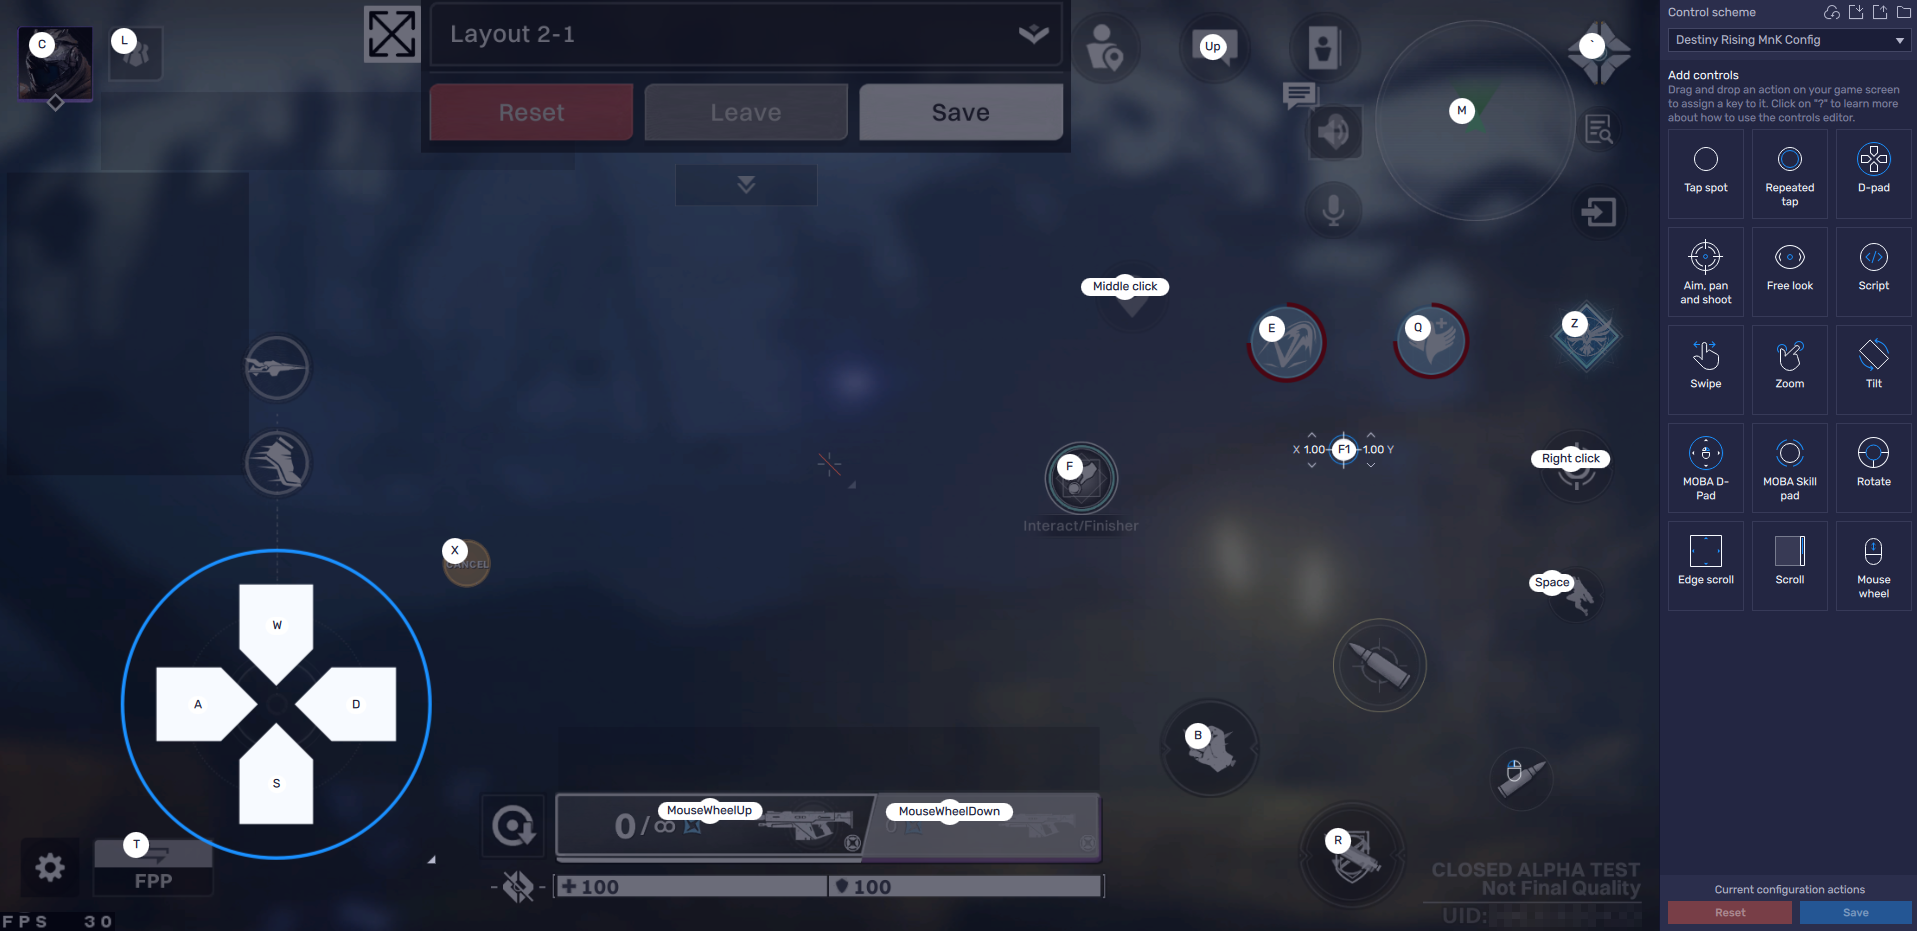 C
L
Layout 2-1
Reset
Leave
Save
Up
M
`
Middle click
E
Q
Z
X 1.00
F1
1.00 Y
F
Interact/Finisher
Right click
X
CANCEL
Space
W
A
D
S
B
MouseWheelUp
MouseWheelDown
0/∞
0
R
T
FPP
100
100
CLOSED ALPHA TEST
Not Final Quality
UID:
FPS 30
Control scheme
Destiny Rising MnK Config
Add controls
Drag and drop an action on your game screen
to assign a key to it. Click on "?" to learn more
about how to use the controls editor.
Tap spot
Repeated
tap
D-pad
Aim, pan
and shoot
Free look
Script
Swipe
Zoom
Tilt
MOBA D-
Pad
MOBA Skill
pad
Rotate
Edge scroll
Scroll
Mouse
wheel
Current configuration actions
Reset
Save